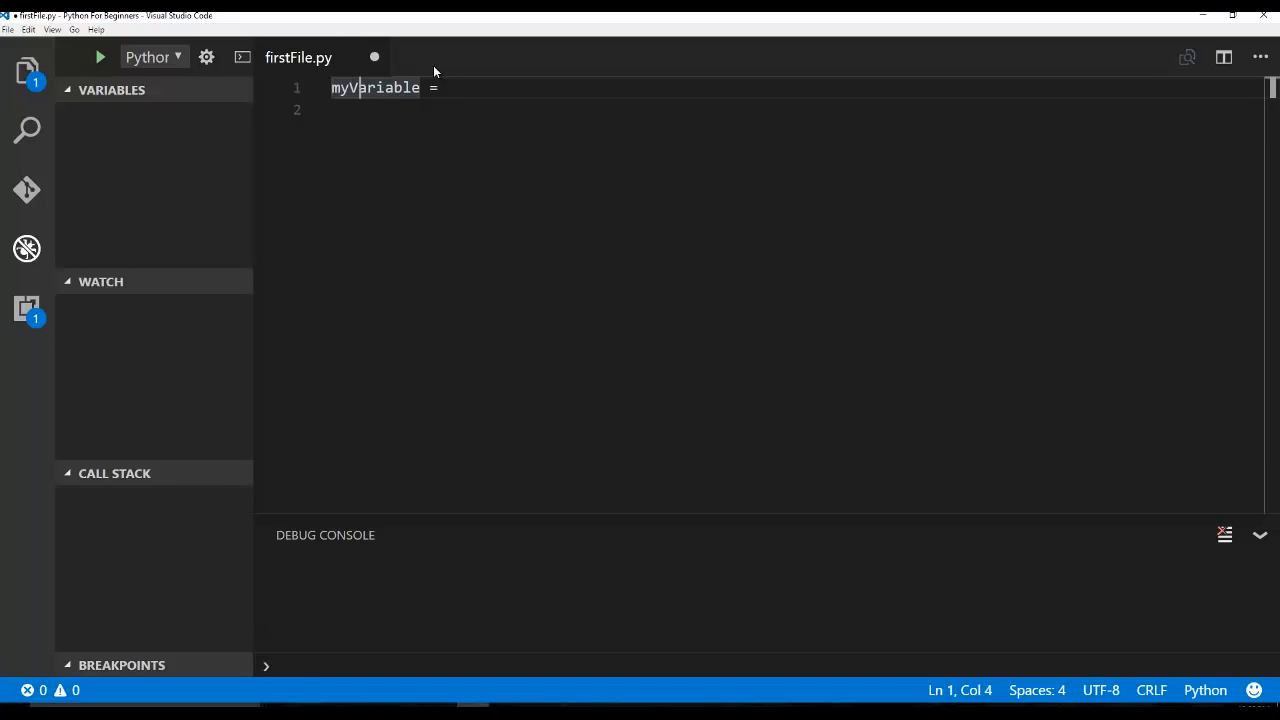 firstFile.py - Python For Beginners - Visual Studio Code
File Edit View Go Help
Python
firstFile.py
1
VARIABLES
1 myVariable =
2
WATCH
1
CALL STACK
DEBUG CONSOLE
BREAKPOINTS
0 0
Ln 1, Col 4 Spaces: 4 UTF-8 CRLF Python